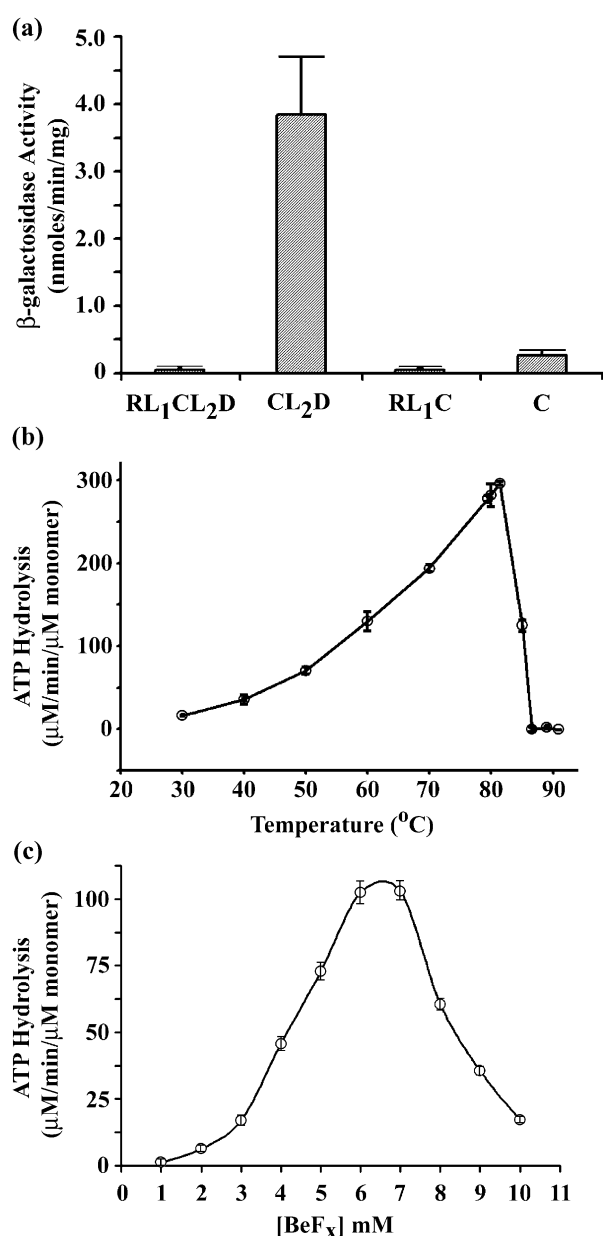 (a)
β-galactosidase Activity
(nmoles/min/mg)
5.0
4.0
3.0
2.0
1.0
0
RL₁CL₂D CL₂D RL₁C C
(b)
ATP Hydrolysis
(μM/min/μM monomer)
300
200
100
0
20 30 40 50 60 70 80 90
Temperature (°C)
(c)
ATP Hydrolysis
(μM/min/μM monomer)
100
75
50
25
0
0 1 2 3 4 5 6 7 8 9 10 11
[BeFₓ] mM